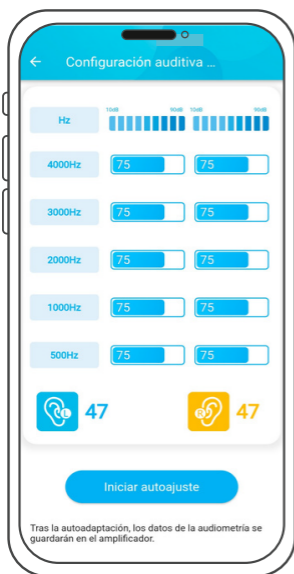 Configuración auditiva ...
10dB 90dB 10dB 90dB
Hz
4000Hz 75 75
3000Hz 75 75
2000Hz 75 75
1000Hz 75 75
500Hz 75 75
L 47 R 47
Iniciar autoajuste
Tras la autoadaptación, los datos de la audiometría se
guardarán en el amplificador.